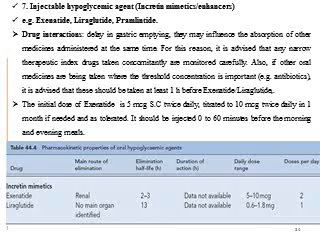 ✓ 7. Injectable hypoglycemic agent (Incretin mimetics/enhancers)
✓ e.g. Exenatide, Liraglutide, Pramlintide.
➢ Drug interactions: delay in gastric emptying, they may influence the absorption of other
medicines administered at the same time. For this reason, it is advised that any narrow
therapeutic index drugs taken concomitantly are monitored carefully. Also, if other oral
medicines are being taken where the threshold concentration is important (e.g. antibiotics),
it is advised that these should be taken at least 1 h before Exenatide/Liraglutide,.
➢ The initial dose of Exenatide is 5 mcg S.C twice daily, titrated to 10 mcg twice daily in 1
month if needed and as tolerated. It should be injected 0 to 60 minutes before the morning
and evening meals.
Table 44.4 Pharmacokinetic properties of oral hypoglycaemic agents
Drug Main route of elimination Elimination half-life (h) Duration of action (h) Daily dose range Doses per day
Incretin mimetics
Exenatide Renal 2–3 Data not available 5–10 mcg 2
Liraglutide No main organ identified 13 Data not available 0.6–1.8 mg 1